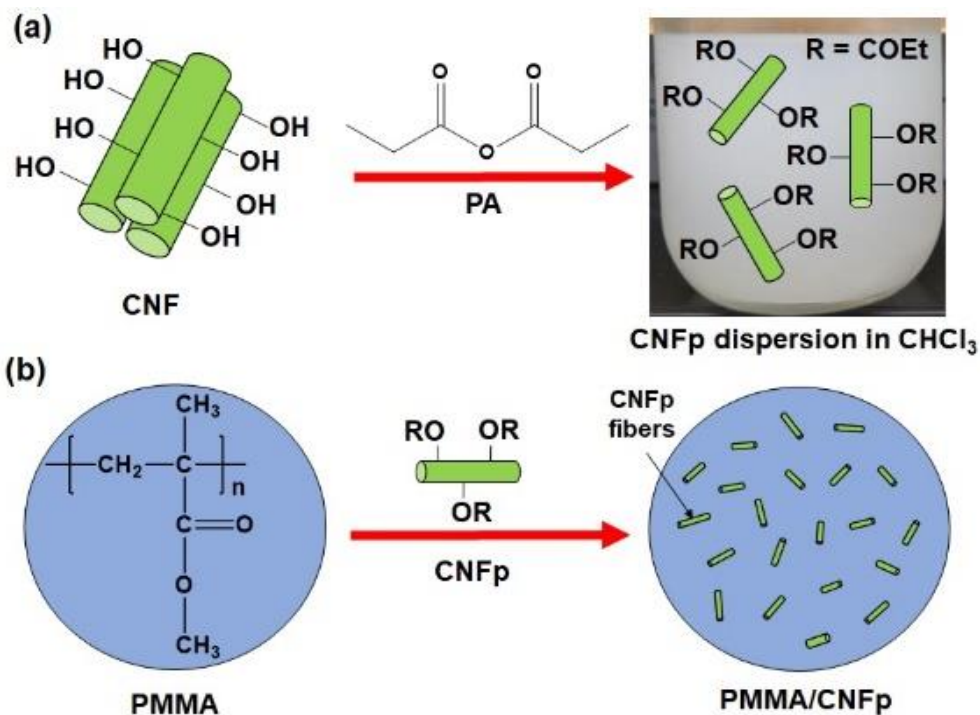 (a)
HO
HO
HO
HO
OH
OH
OH
OH
CNF
O
O
O
PA
R = COEt
RO
RO
OR
RO
OR
OR
OR
RO
OR
CNFp dispersion in CHCl₃
(b)
CH₃
CH₂
C
n
C
O
O
CH₃
PMMA
RO
OR
OR
CNFp
CNFp
fibers
PMMA/CNFp